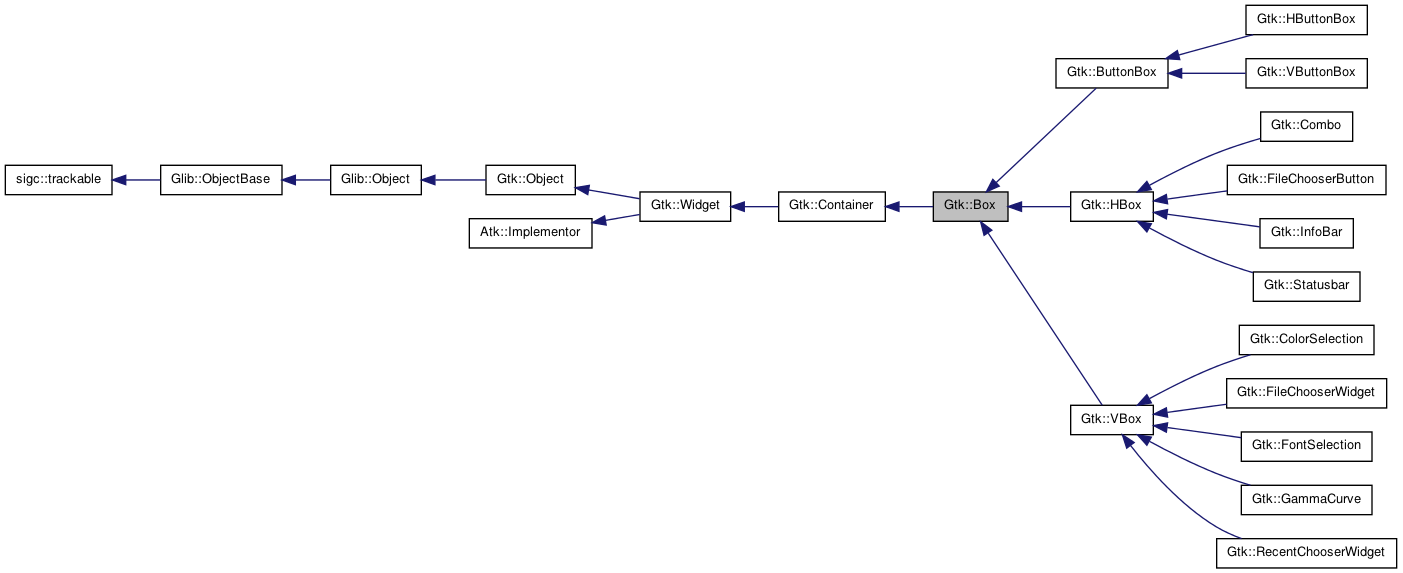 Gtk::HButtonBox
Gtk::ButtonBox
Gtk::VButtonBox
Gtk::Combo
sigc::trackable
Glib::ObjectBase
Glib::Object
Gtk::Object
Gtk::FileChooserButton
Gtk::Widget
Gtk::Container
Gtk::Box
Gtk::HBox
Atk::Implementor
Gtk::InfoBar
Gtk::Statusbar
Gtk::ColorSelection
Gtk::FileChooserWidget
Gtk::VBox
Gtk::FontSelection
Gtk::GammaCurve
Gtk::RecentChooserWidget